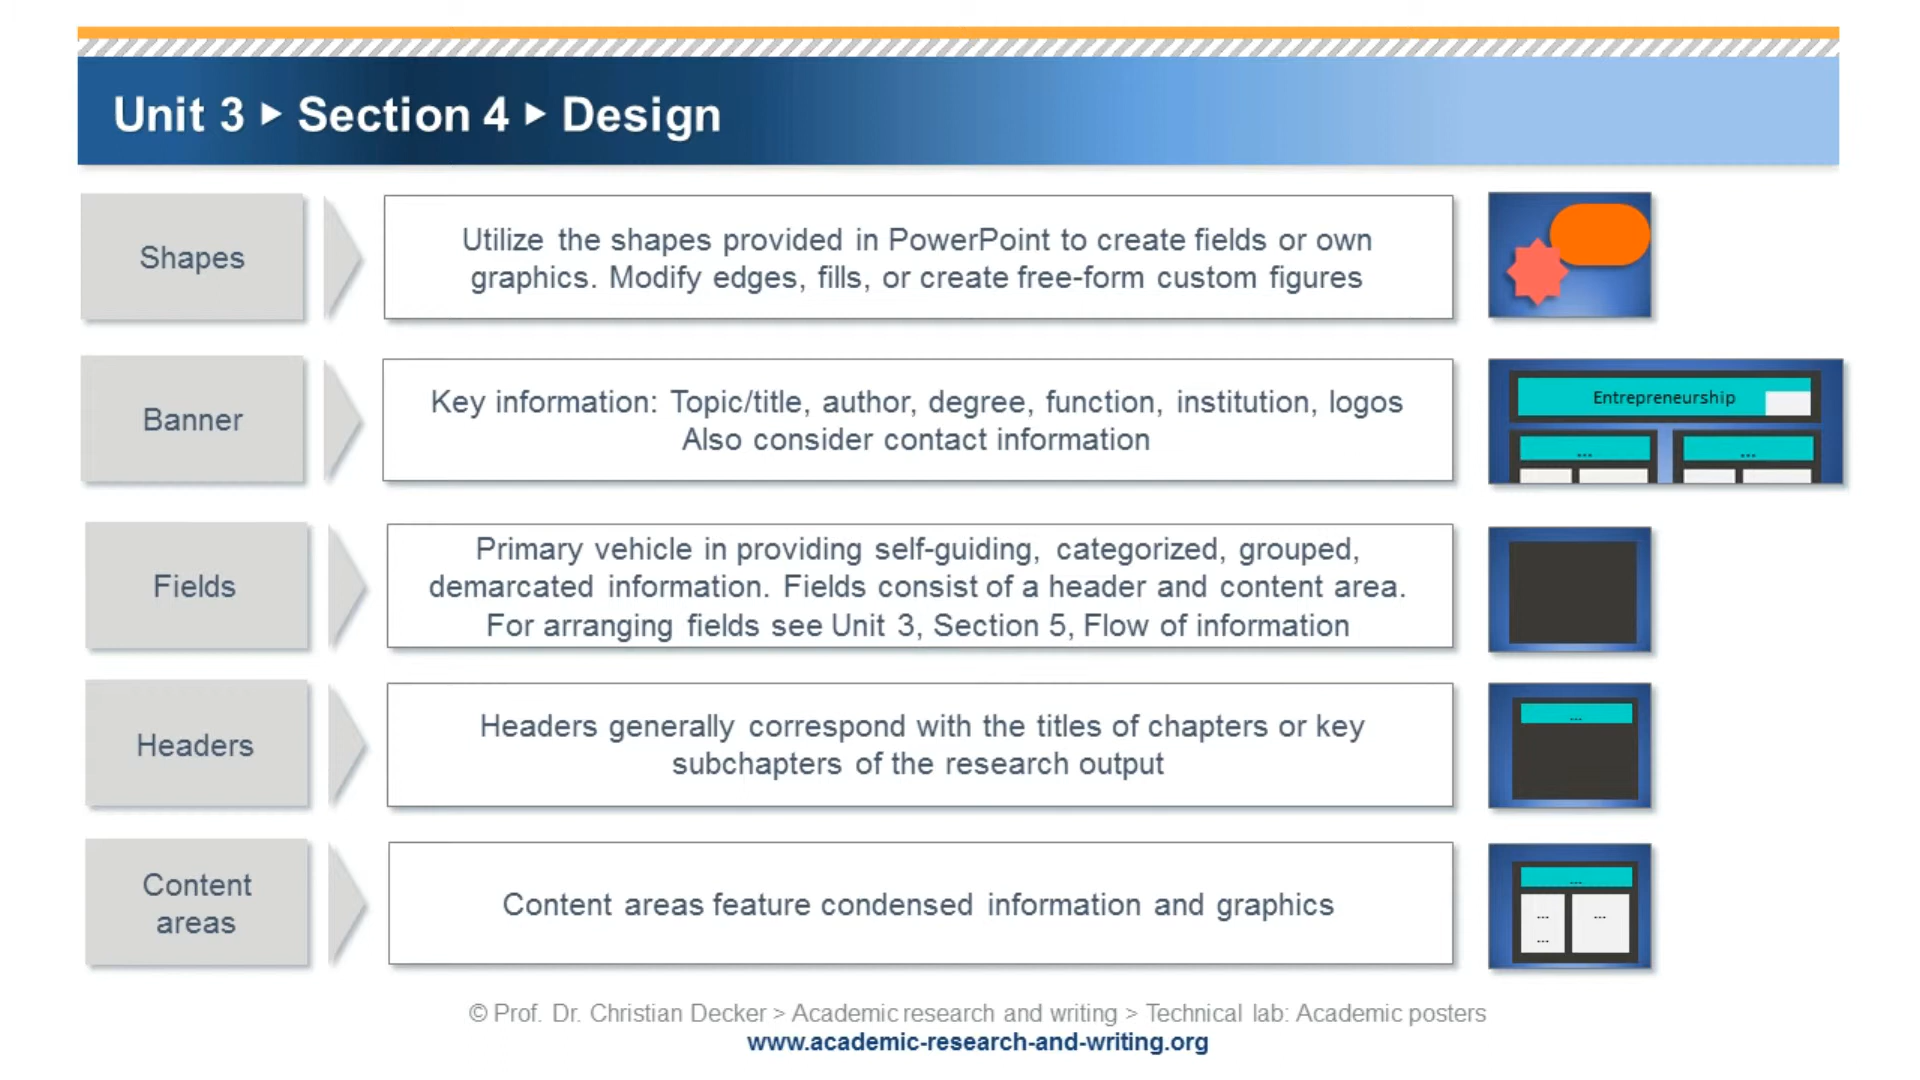 Unit 3 ▸ Section 4 ▸ Design
Shapes
Utilize the shapes provided in PowerPoint to create fields or own
graphics. Modify edges, fills, or create free-form custom figures
Banner
Key information: Topic/title, author, degree, function, institution, logos
Also consider contact information
Entrepreneurship
...
...
Fields
Primary vehicle in providing self-guiding, categorized, grouped,
demarcated information. Fields consist of a header and content area.
For arranging fields see Unit 3, Section 5, Flow of information
Headers
Headers generally correspond with the titles of chapters or key
subchapters of the research output
...
Content
areas
Content areas feature condensed information and graphics
...
...
...
...
© Prof. Dr. Christian Decker > Academic research and writing > Technical lab: Academic posters
www.academic-research-and-writing.org